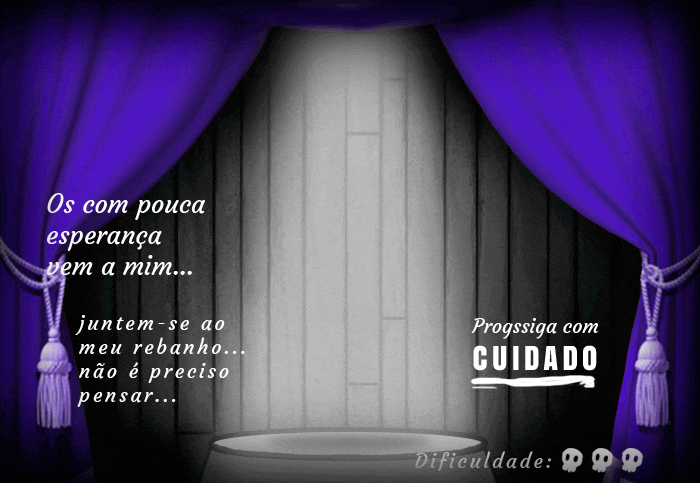 Os com pouca
esperança
vem a mim...
juntem-se ao
meu rebanho...
não é preciso
pensar...
Progssiga com
CUIDADO
Dificuldade: